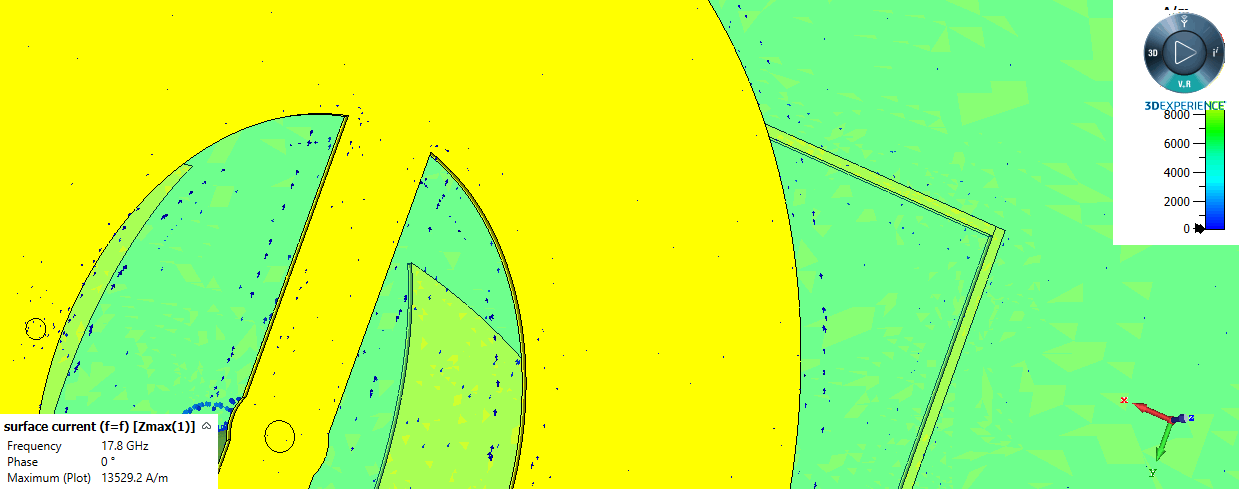 A/m
3D
i/
V,R
3DEXPERIENCE
8000
6000
4000
2000
0
surface current (f=f) [Zmax(1)]
Frequency 17.8 GHz
Phase 0 °
Maximum (Plot) 13529.2 A/m
x
z
y